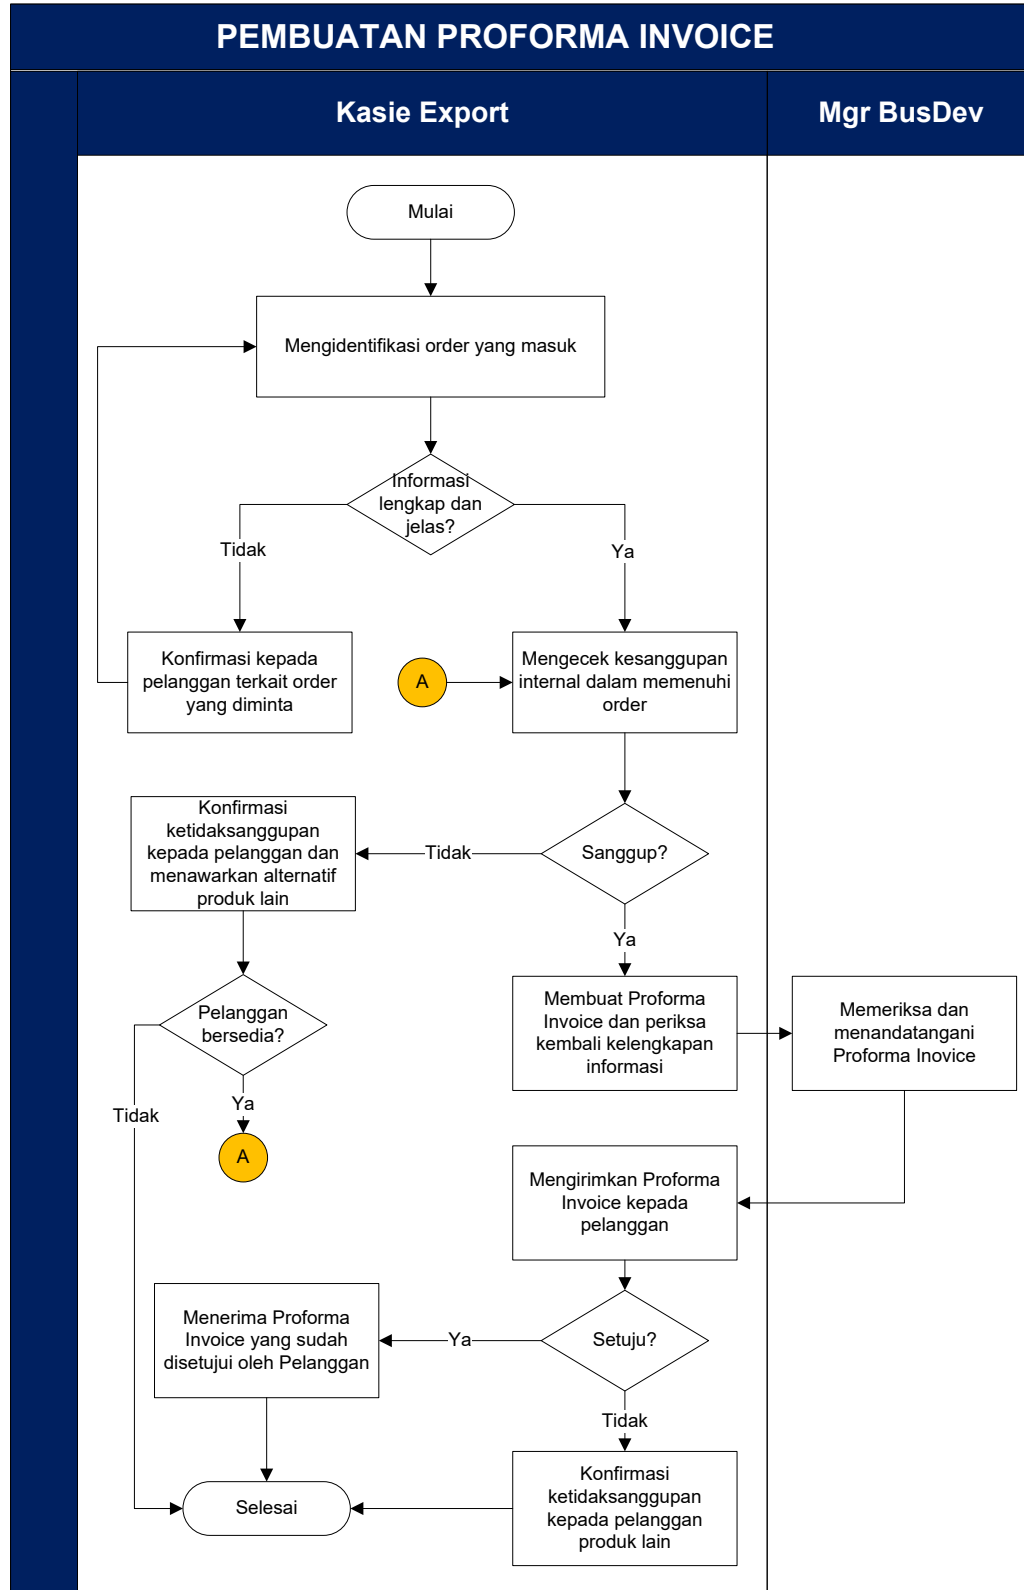 PEMBUATAN PROFORMA INVOICE
Kasie Export
Mgr BusDev
Mulai
Mengidentifikasi order yang masuk
Informasi
lengkap dan
jelas?
Tidak
Ya
Konfirmasi kepada
pelanggan terkait order
yang diminta
A
Mengecek kesanggupan
internal dalam memenuhi
order
Konfirmasi
ketidaksanggupan
kepada pelanggan dan
menawarkan alternatif
produk lain
Tidak
Sanggup?
Ya
Pelanggan
bersedia?
Membuat Proforma
Invoice dan periksa
kembali kelengkapan
informasi
Memeriksa dan
menandatangani
Proforma Inovice
Tidak
Ya
A
Mengirimkan Proforma
Invoice kepada
pelanggan
Menerima Proforma
Invoice yang sudah
disetujui oleh Pelanggan
Ya
Setuju?
Tidak
Selesai
Konfirmasi
ketidaksanggupan
kepada pelanggan
produk lain